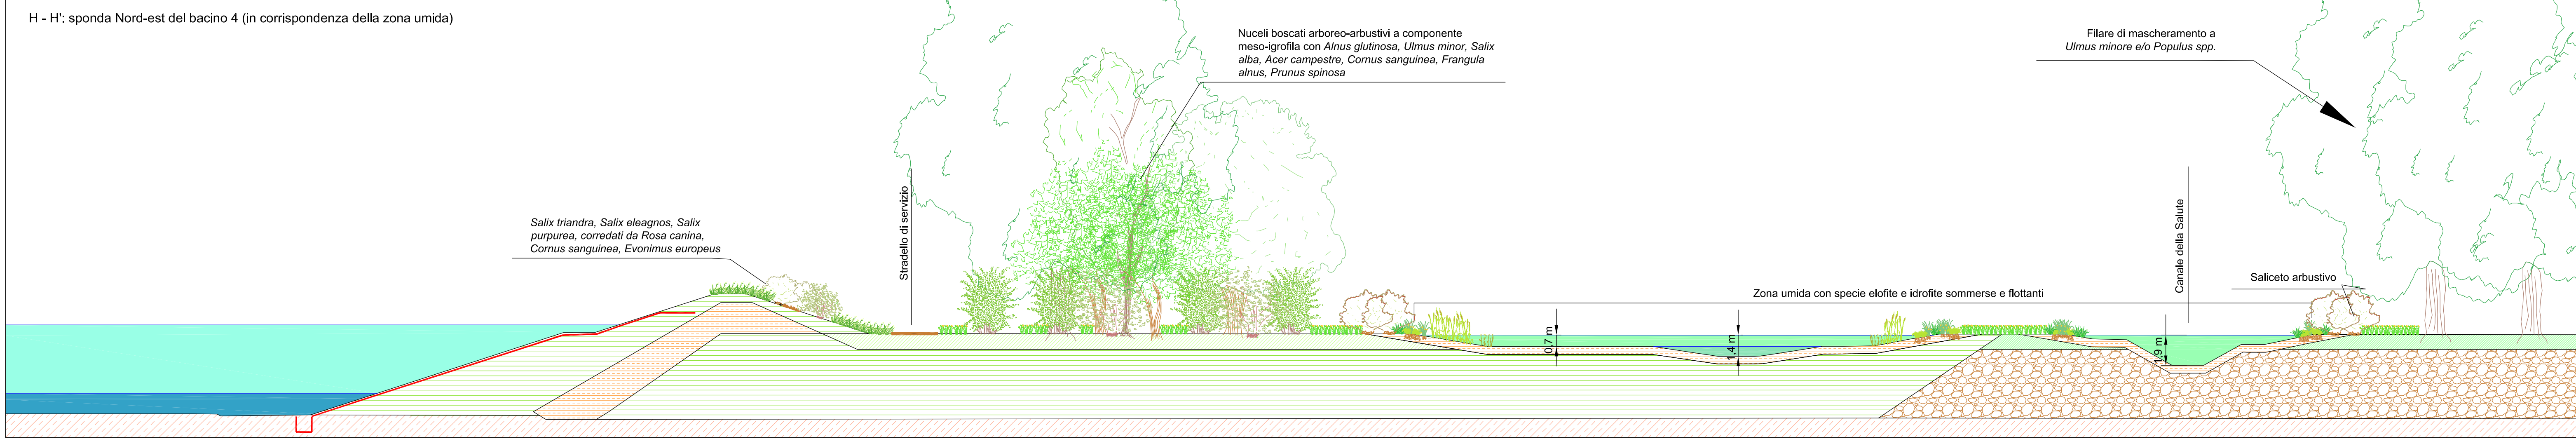 H - H': sponda Nord-est del bacino 4 (in corrispondenza della zona umida)
Nuceli boscati arboreo-arbustivi a componente
meso-igrofila con Alnus glutinosa, Ulmus minor, Salix
alba, Acer campestre, Cornus sanguinea, Frangula
alnus, Prunus spinosa
Filare di mascheramento a
Ulmus minore e/o Populus spp.
Salix triandra, Salix eleagnos, Salix
purpurea, corredati da Rosa canina,
Cornus sanguinea, Evonimus europeus
Stradello di servizio
Zona umida con specie elofite e idrofite sommerse e flottanti
Canale della Salute
Saliceto arbustivo
0,7 m
1,4 m
1,9 m